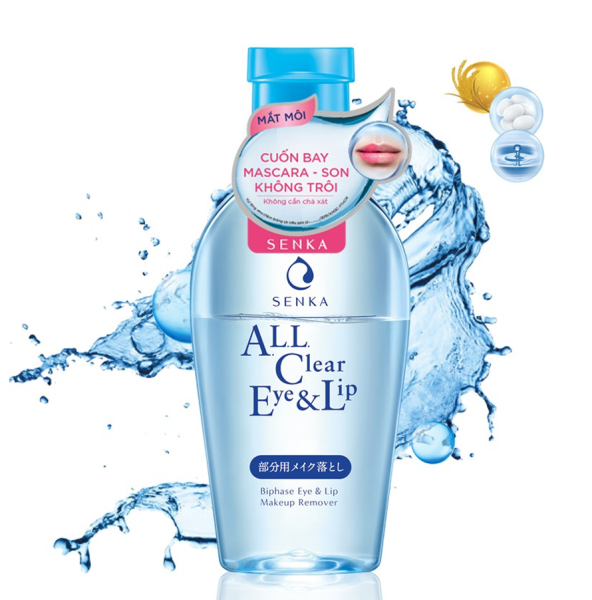 MẮT MÔI
CUỐN BAY
MASCARA - SON
KHÔNG TRÔI
Không cần chà xát
SENKA
SENKA
A.L.L.
Clear
Eye&Lip
部分用メイク落とし
Biphase Eye & Lip
Makeup Remover